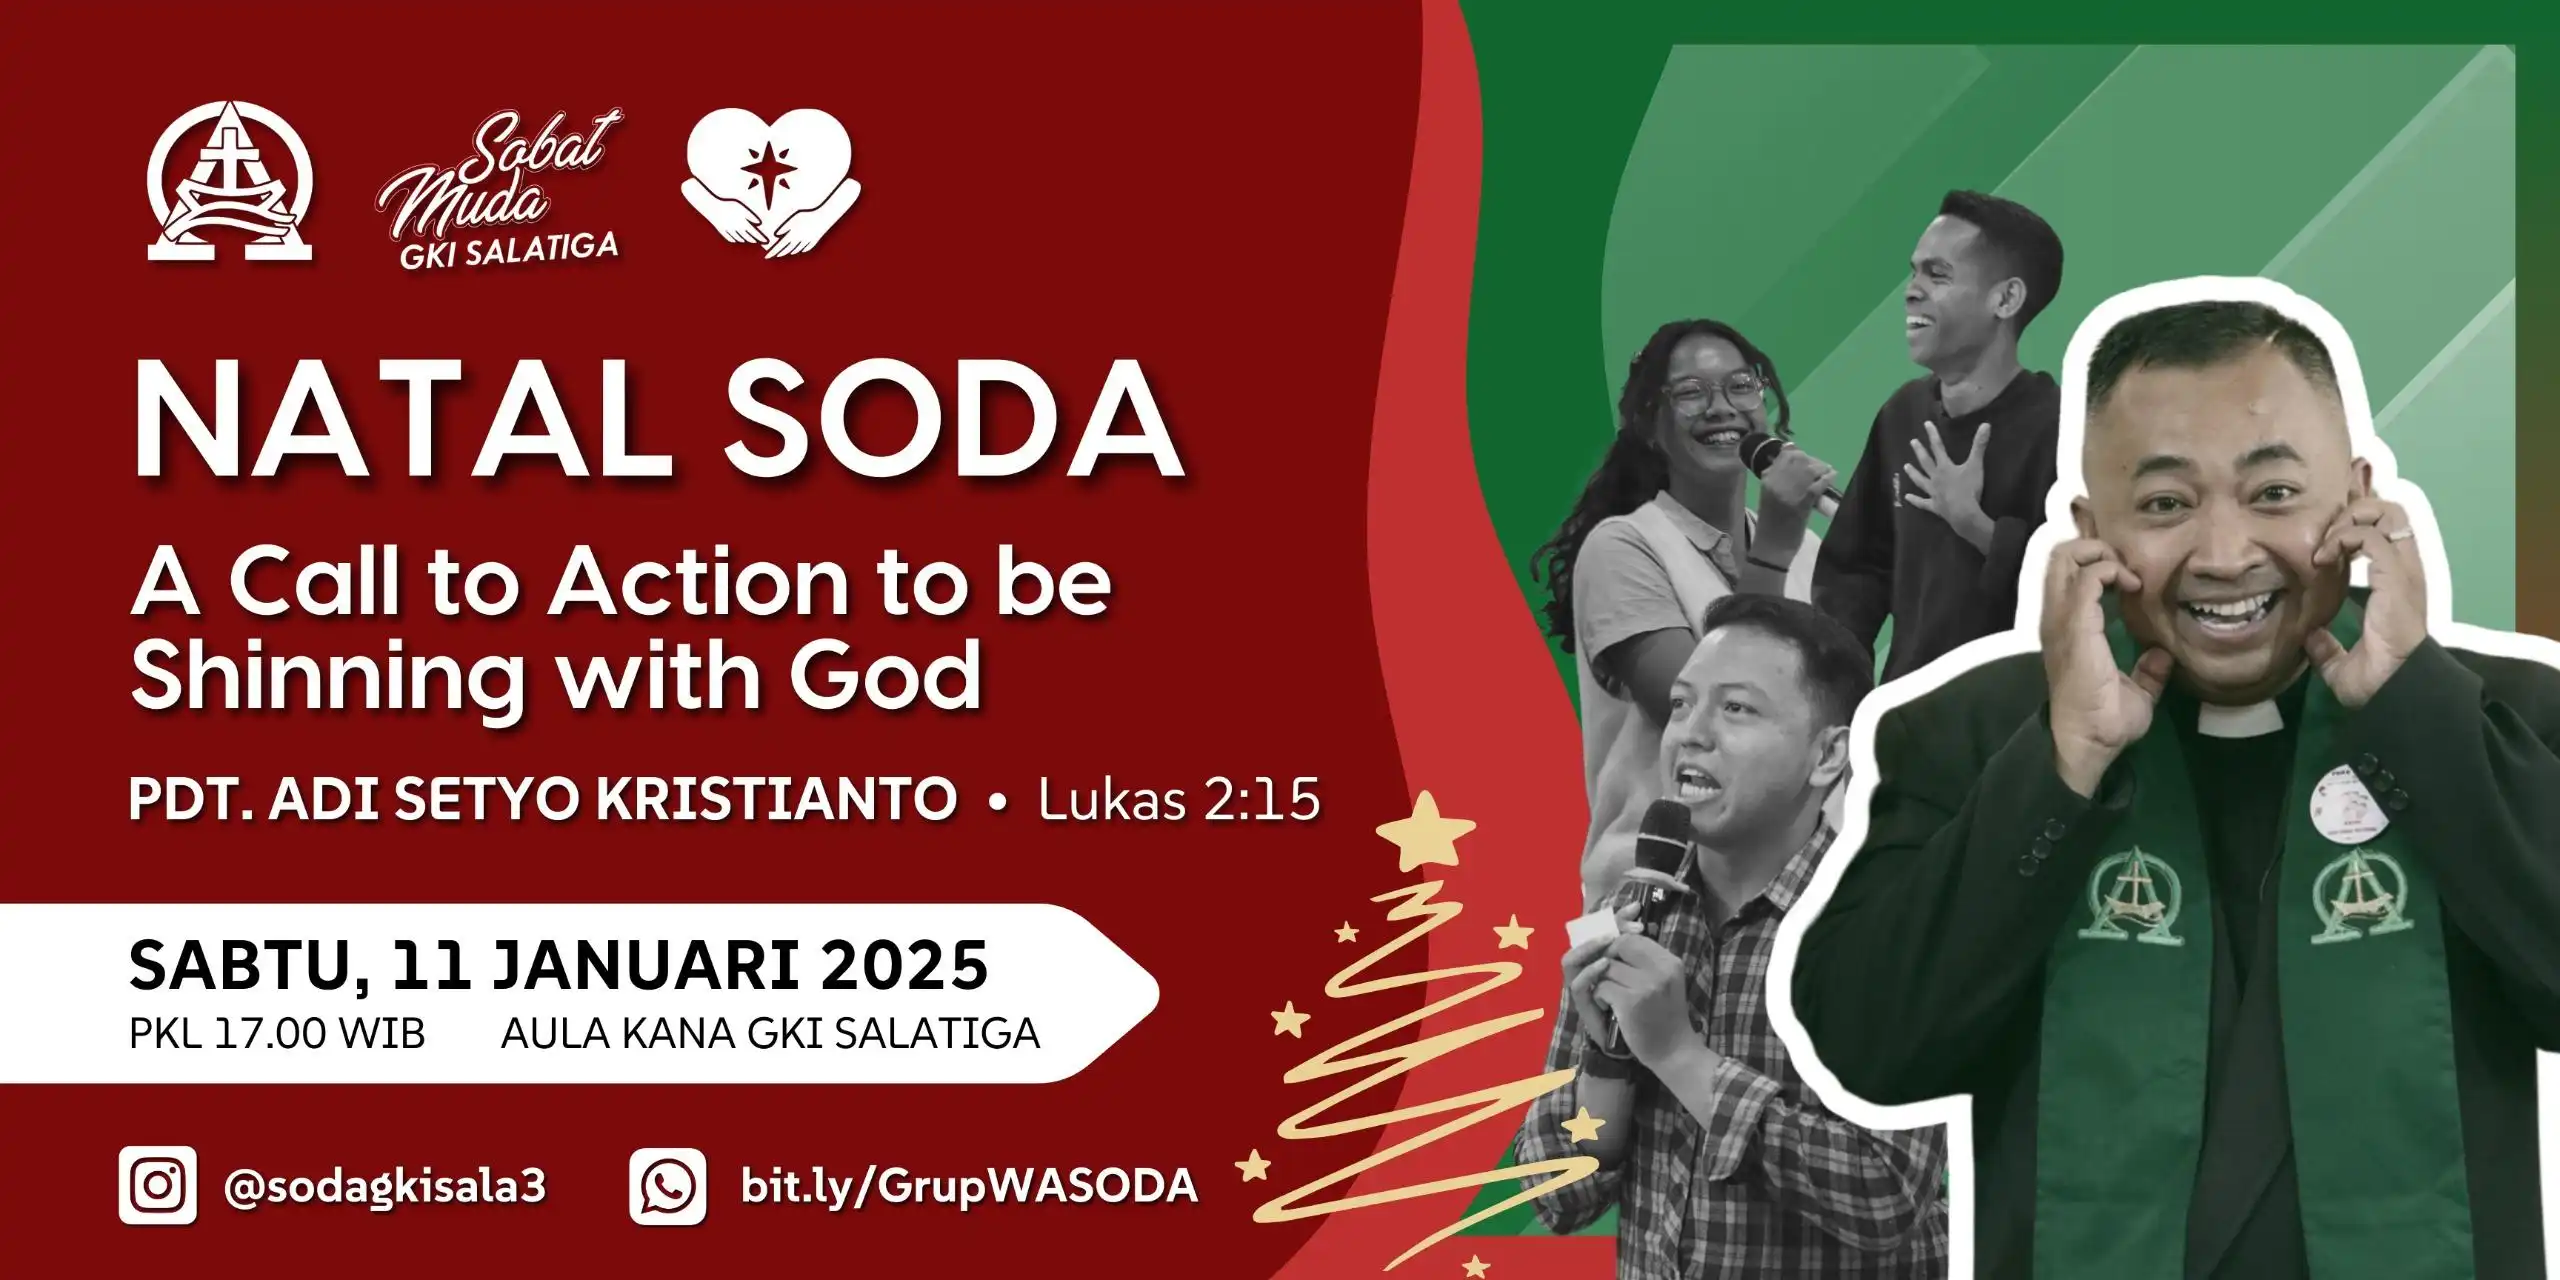 Sobat
Muda
GKI SALATIGA
NATAL SODA
A Call to Action to be
Shinning with God
PDT. ADI SETYO KRISTIANTO • Lukas 2:15
SABTU, 11 JANUARI 2025
PKL 17.00 WIB AULA KANA GKI SALATIGA
@sodagkisala3 bit.ly/GrupWASODA